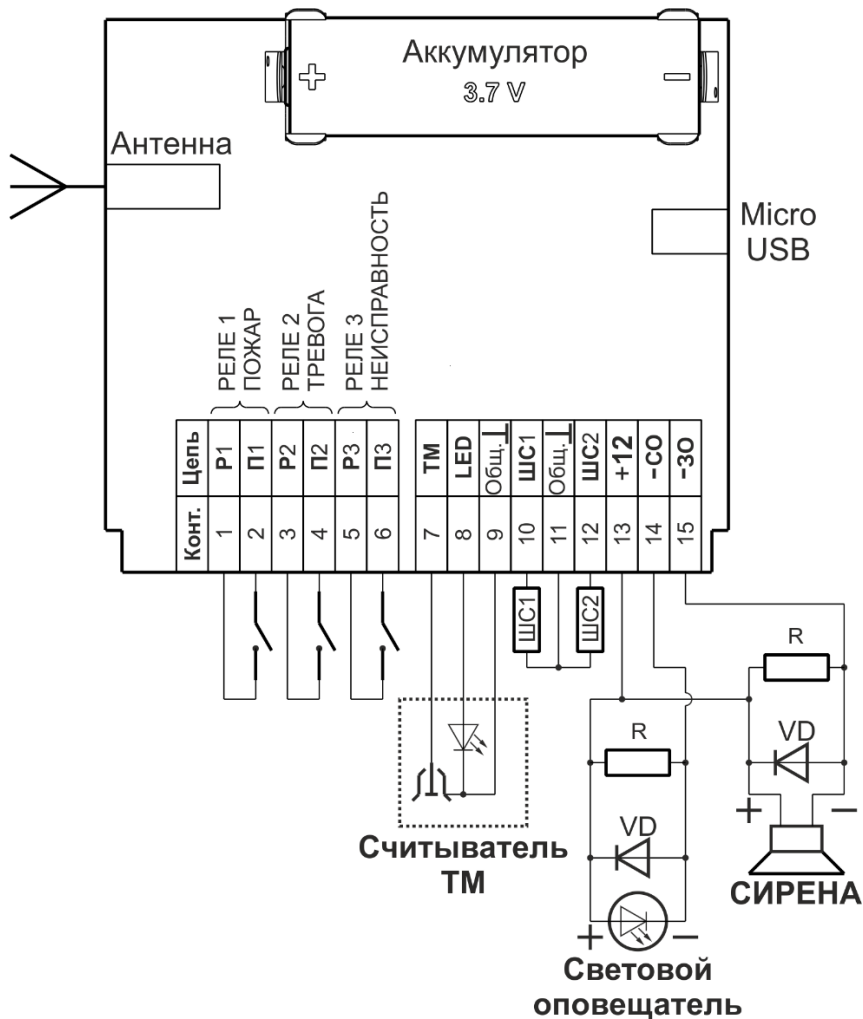 Аккумулятор
3.7 V
Антенна
Micro
USB
РЕЛЕ 1
ПОЖАР
РЕЛЕ 2
ТРЕВОГА
РЕЛЕ 3
НЕИСПРАВНОСТЬ
Цепь Р1 П1 Р2 П2 Р3 П3 ТМ LED Общ. ШС1 Общ. ШС2 +12 -СО -ЗО
Конт. 1 2 3 4 5 6 7 8 9 10 11 12 13 14 15
ШС1
ШС2
R
VD
+ −
СИРЕНА
R
VD
+ −
Считыватель
ТМ
Световой
оповещатель